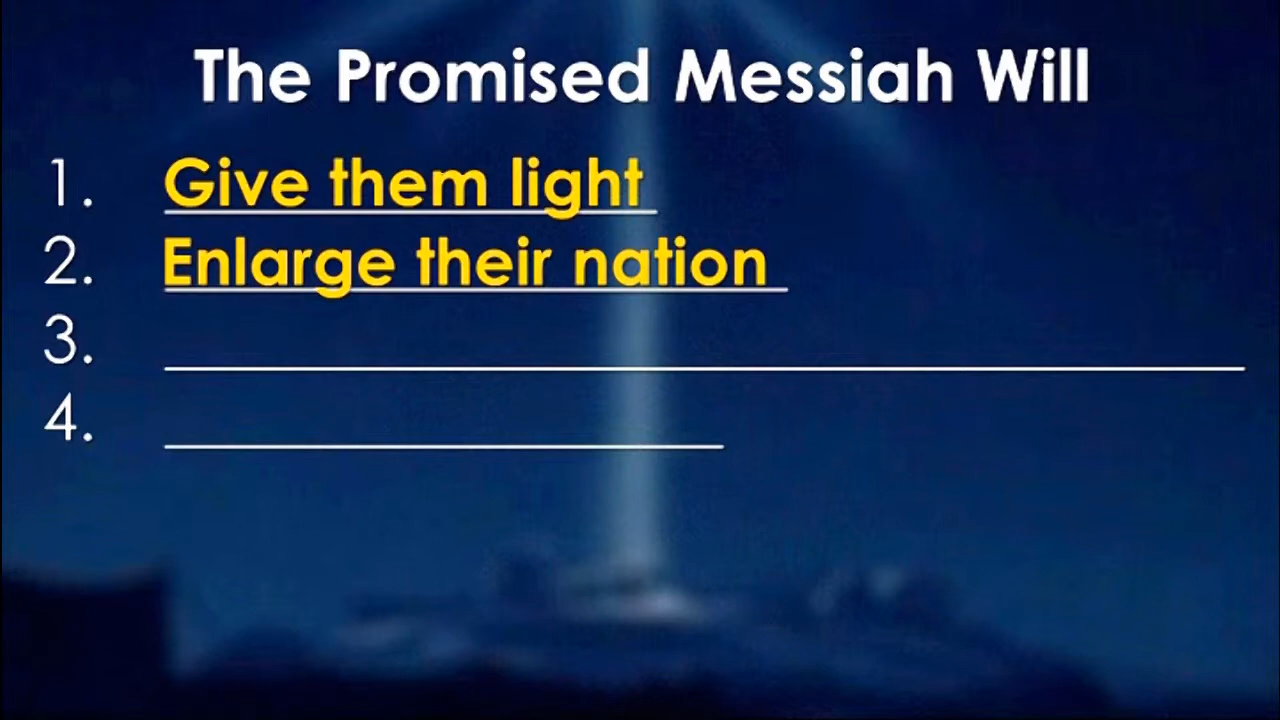 The Promised Messiah Will
1. Give them light
2. Enlarge their nation
3.
4.